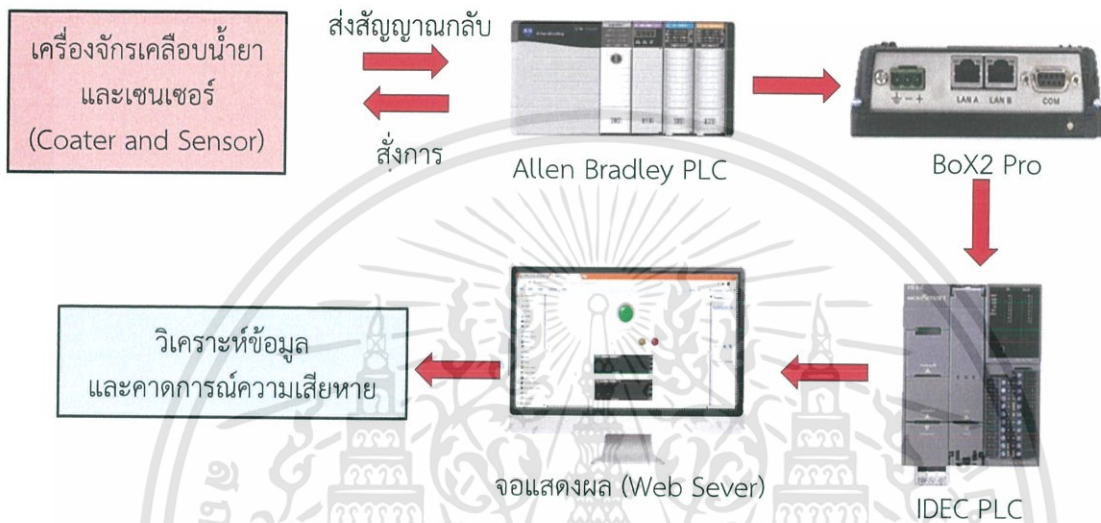 เครื่องจักรเคลือบน้ำยา
และเซนเซอร์
(Coater and Sensor)
ส่งสัญญาณกลับ
สั่งการ
Allen Bradley PLC
LAN A LAN B COM
BoX2 Pro
วิเคราะห์ข้อมูล
และคาดการณ์ความเสียหาย
จอแสดงผล (Web Sever)
IDEC PLC